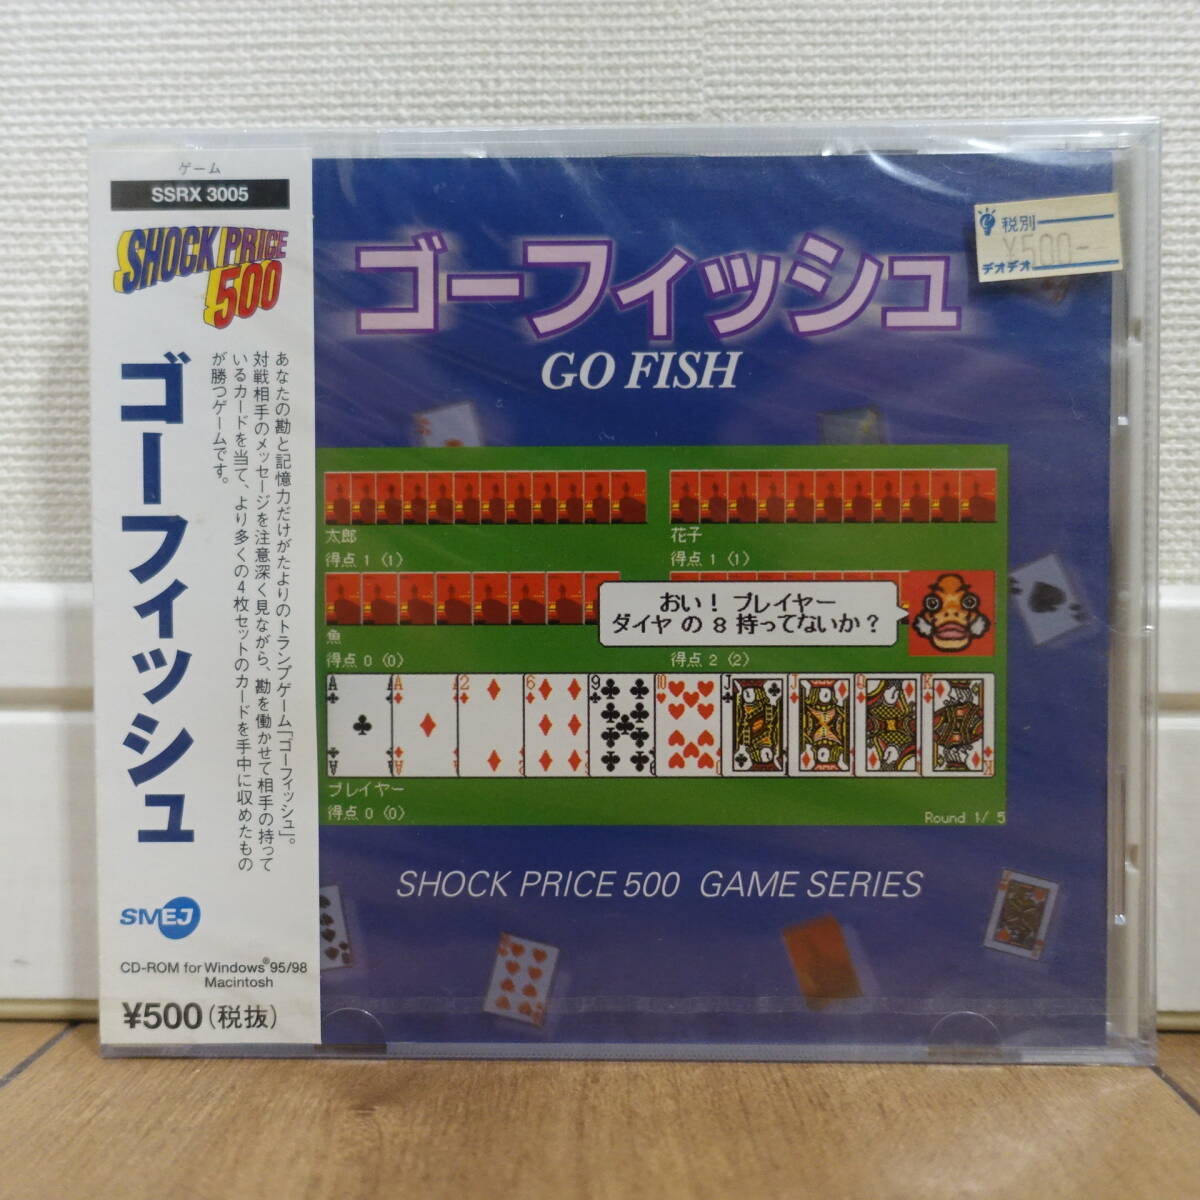 ゲーム
SSRX 3005
SHOCK PRICE
500
ゴーフィッシュ
あなたの勘と記憶力だけがたよりのトランプゲーム「ゴーフィッシュ」。
対戦相手のメッセージを注意深く見ながら、勘を働かせて相手の持って
いるカードを当て、より多くの4枚セットのカードを手中に収めたもの
が勝つゲームです。
SMEJ
CD-ROM for Windows®95/98
Macintosh
¥500(税抜)
税別
¥500-
デオデオ
ゴーフィッシュ
GO FISH
太郎
得点 1 (1)
花子
得点 1 (1)
おい! プレイヤー
ダイヤ の 8 持ってないか?
魚
得点 0 (0)
得点 2 (2)
A
A
2
6
9
10
J
J
Q
K
プレイヤー
得点 0 (0)
Round 1/ 5
SHOCK PRICE 500 GAME SERIES